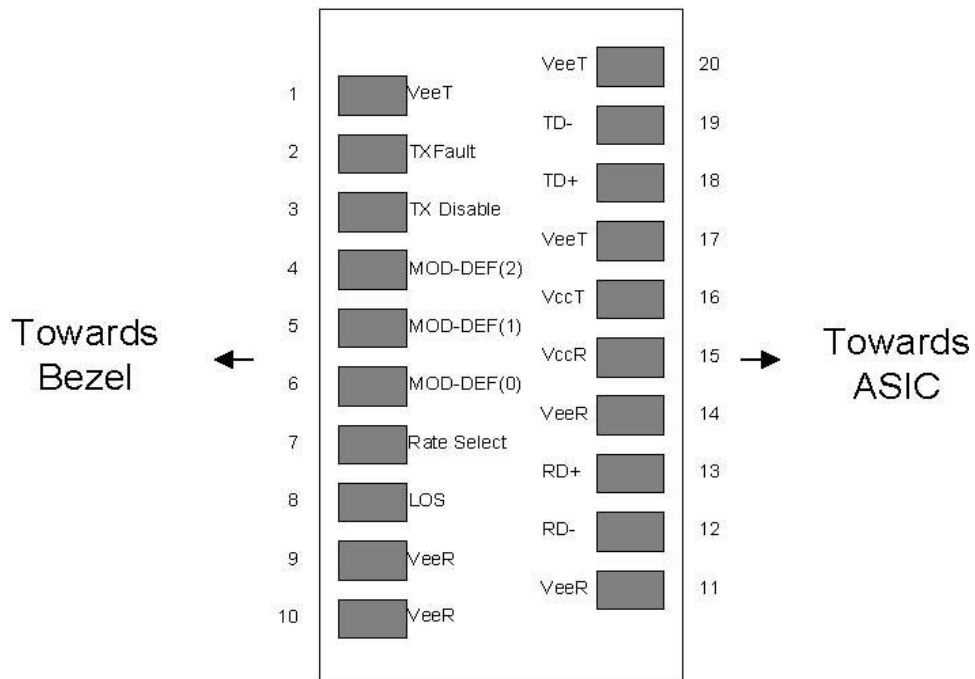 Towards
Bezel
1 VeeT
2 TXFault
3 TX Disable
4 MOD-DEF(2)
5 MOD-DEF(1)
6 MOD-DEF(0)
7 Rate Select
8 LOS
9 VeeR
10 VeeR
VeeT 20
TD- 19
TD+ 18
VeeT 17
VccT 16
VccR 15
VeeR 14
RD+ 13
RD- 12
VeeR 11
Towards
ASIC